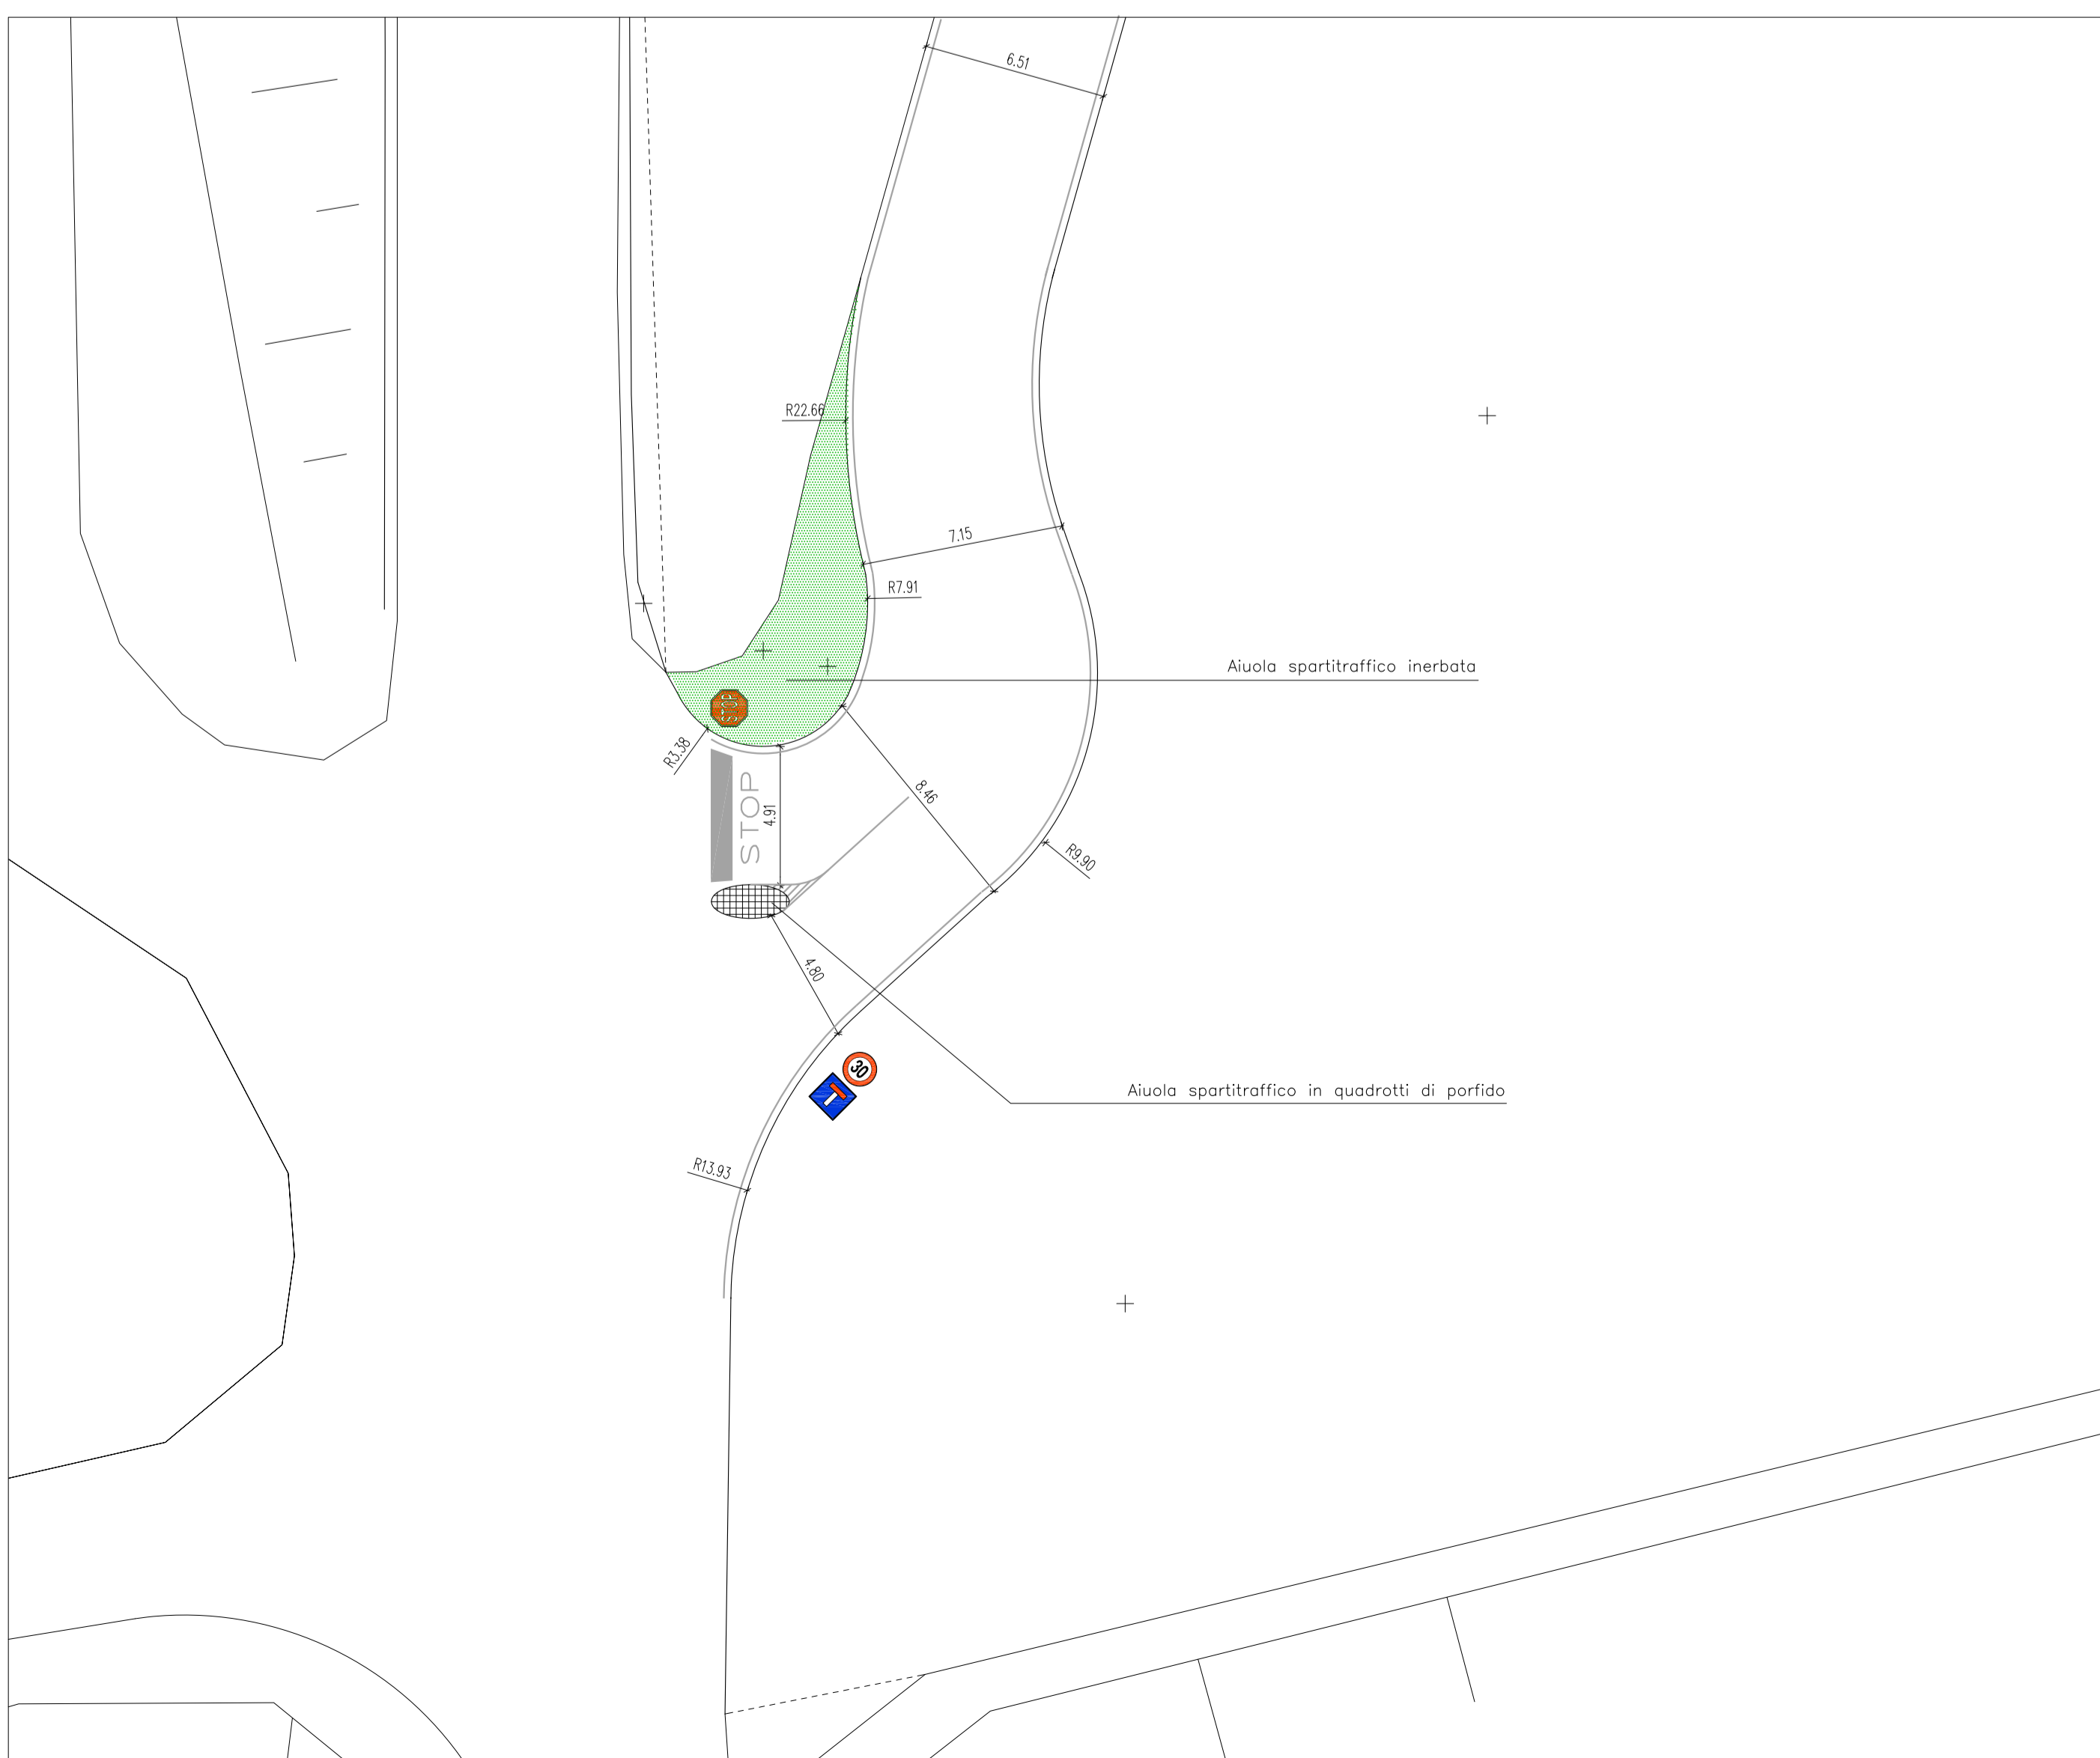 6.51
R22.66
7.15
R7.91
Aiuola spartitraffico inerbata
STOP
R3.38
STOP
4.91
8.46
R9.90
4.80
30
Aiuola spartitraffico in quadrotti di porfido
R13.93